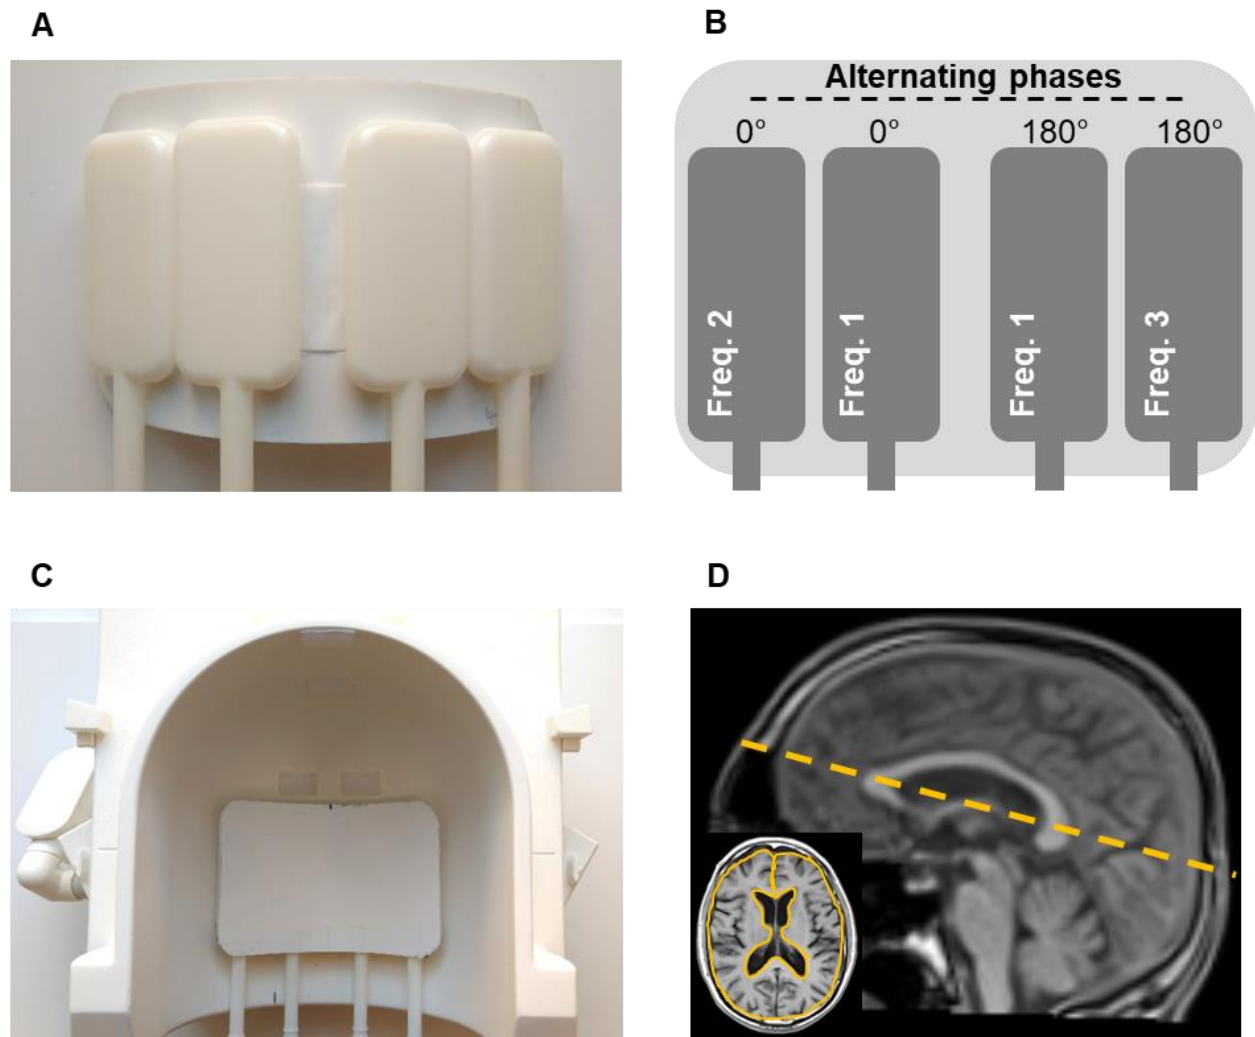 A
B
Alternating phases
0°
0°
180°
180°
Freq. 2
Freq. 1
Freq. 1
Freq. 3
C
D